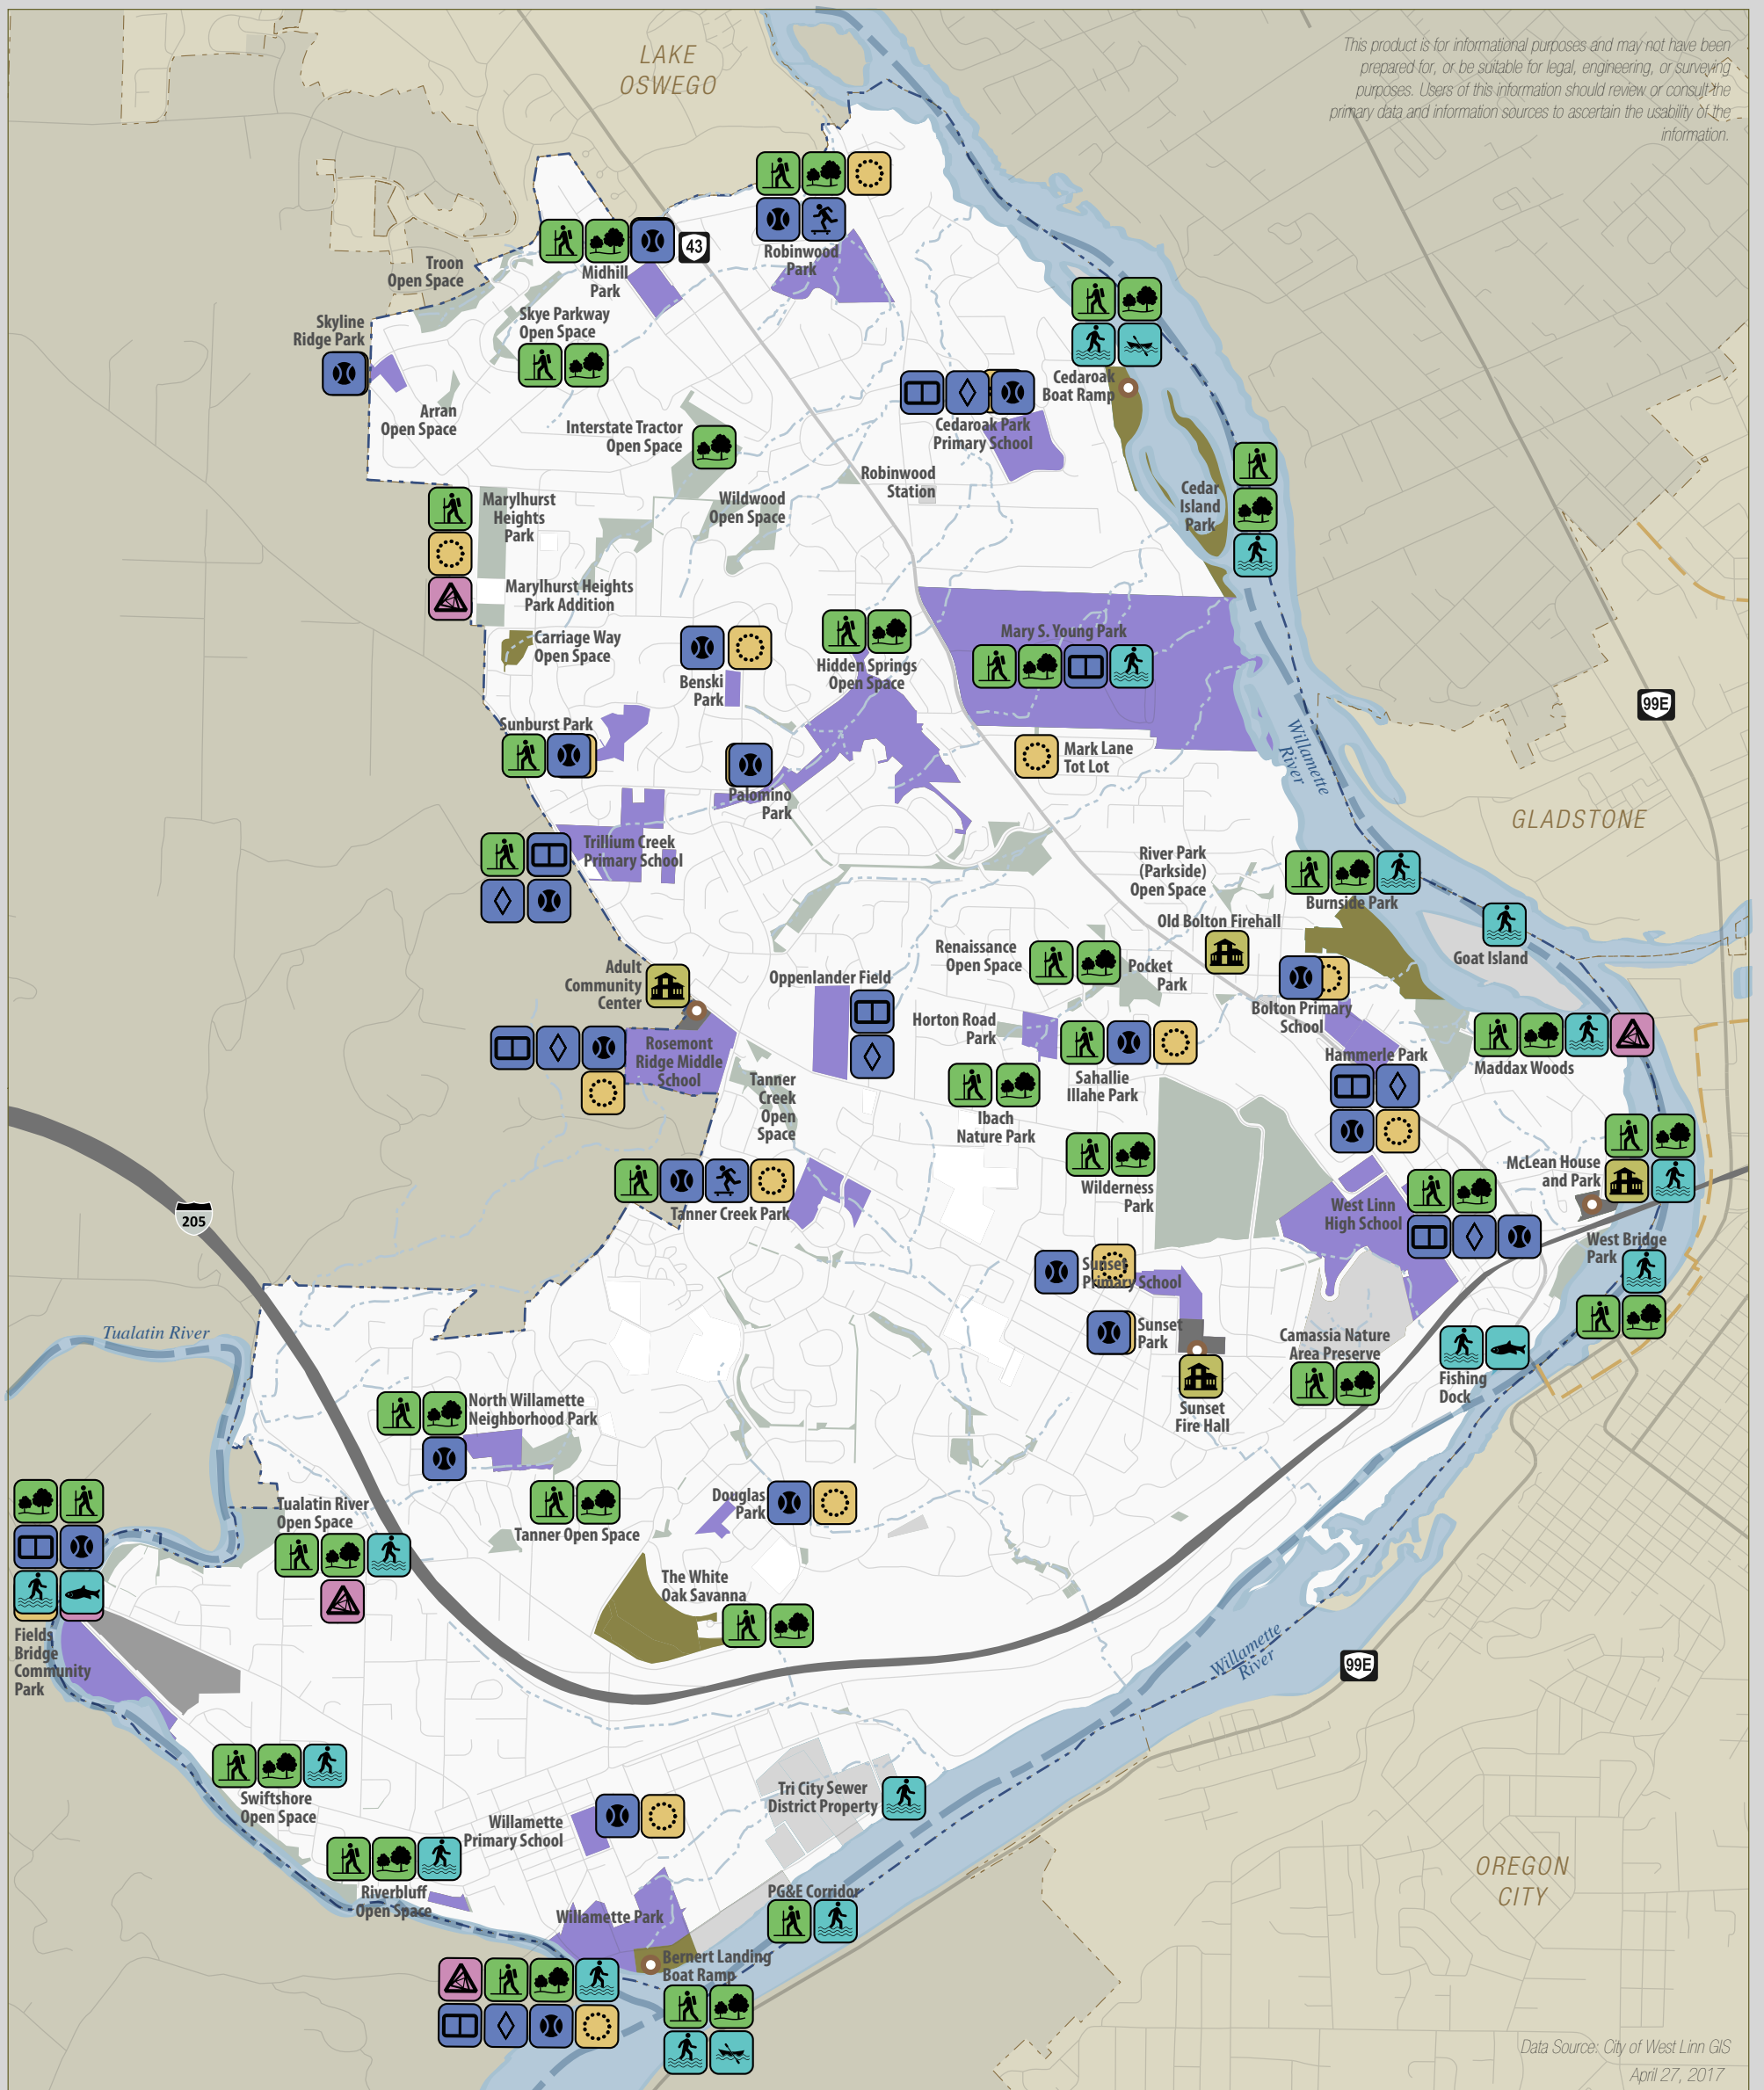 LAKE
OSWEGO
This product is for informational purposes and may not have been
prepared for, or be suitable for legal, engineering, or surveying
purposes. Users of this information should review or consult the
primary data and information sources to ascertain the usability of the
information.
Troon
Open Space
Midhill
Park
43
Robinwood
Park
Skyline
Ridge Park
Skye Parkway
Open Space
Arran
Open Space
Interstate Tractor
Open Space
Cedaroak
Boat Ramp
Cedaroak Park
Primary School
Robinwood
Station
Cedar
Island
Park
Marylhurst
Heights
Park
Wildwood
Open Space
Marylhurst Heights
Park Addition
Carriage Way
Open Space
Benski
Park
Hidden Springs
Open Space
Mary S. Young Park
99E
Sunburst Park
Mark Lane
Tot Lot
Willamette
River
Palomino
Park
GLADSTONE
Trillium Creek
Primary School
River Park
(Parkside)
Open Space
Burnside Park
Old Bolton Firehall
Goat Island
Renaissance
Open Space
Pocket
Park
Adult
Community
Center
Oppenlander Field
Bolton Primary
School
Horton Road
Park
Rosemont
Ridge Middle
School
Hammerle Park
Maddax Woods
Tanner
Creek
Open
Space
Sahallie
Illahe Park
Ibach
Nature Park
Wilderness
Park
McLean House
and Park
205
Tanner Creek Park
West Linn
High School
West Bridge
Park
Sunset
Primary School
Sunset
Park
Camassia Nature
Area Preserve
Tualatin River
Fishing
Dock
Sunset
Fire Hall
North Willamette
Neighborhood Park
Tualatin River
Open Space
Douglas
Park
Tanner Open Space
The White
Oak Savanna
Fields
Bridge
Community
Park
Willamette
River
99E
Swiftshore
Open Space
Tri City Sewer
District Property
Willamette
Primary School
OREGON
CITY
Riverbluff
Open Space
PG&E Corridor
Willamette Park
Bernert Landing
Boat Ramp
Data Source: City of West Linn GIS
April 27, 2017